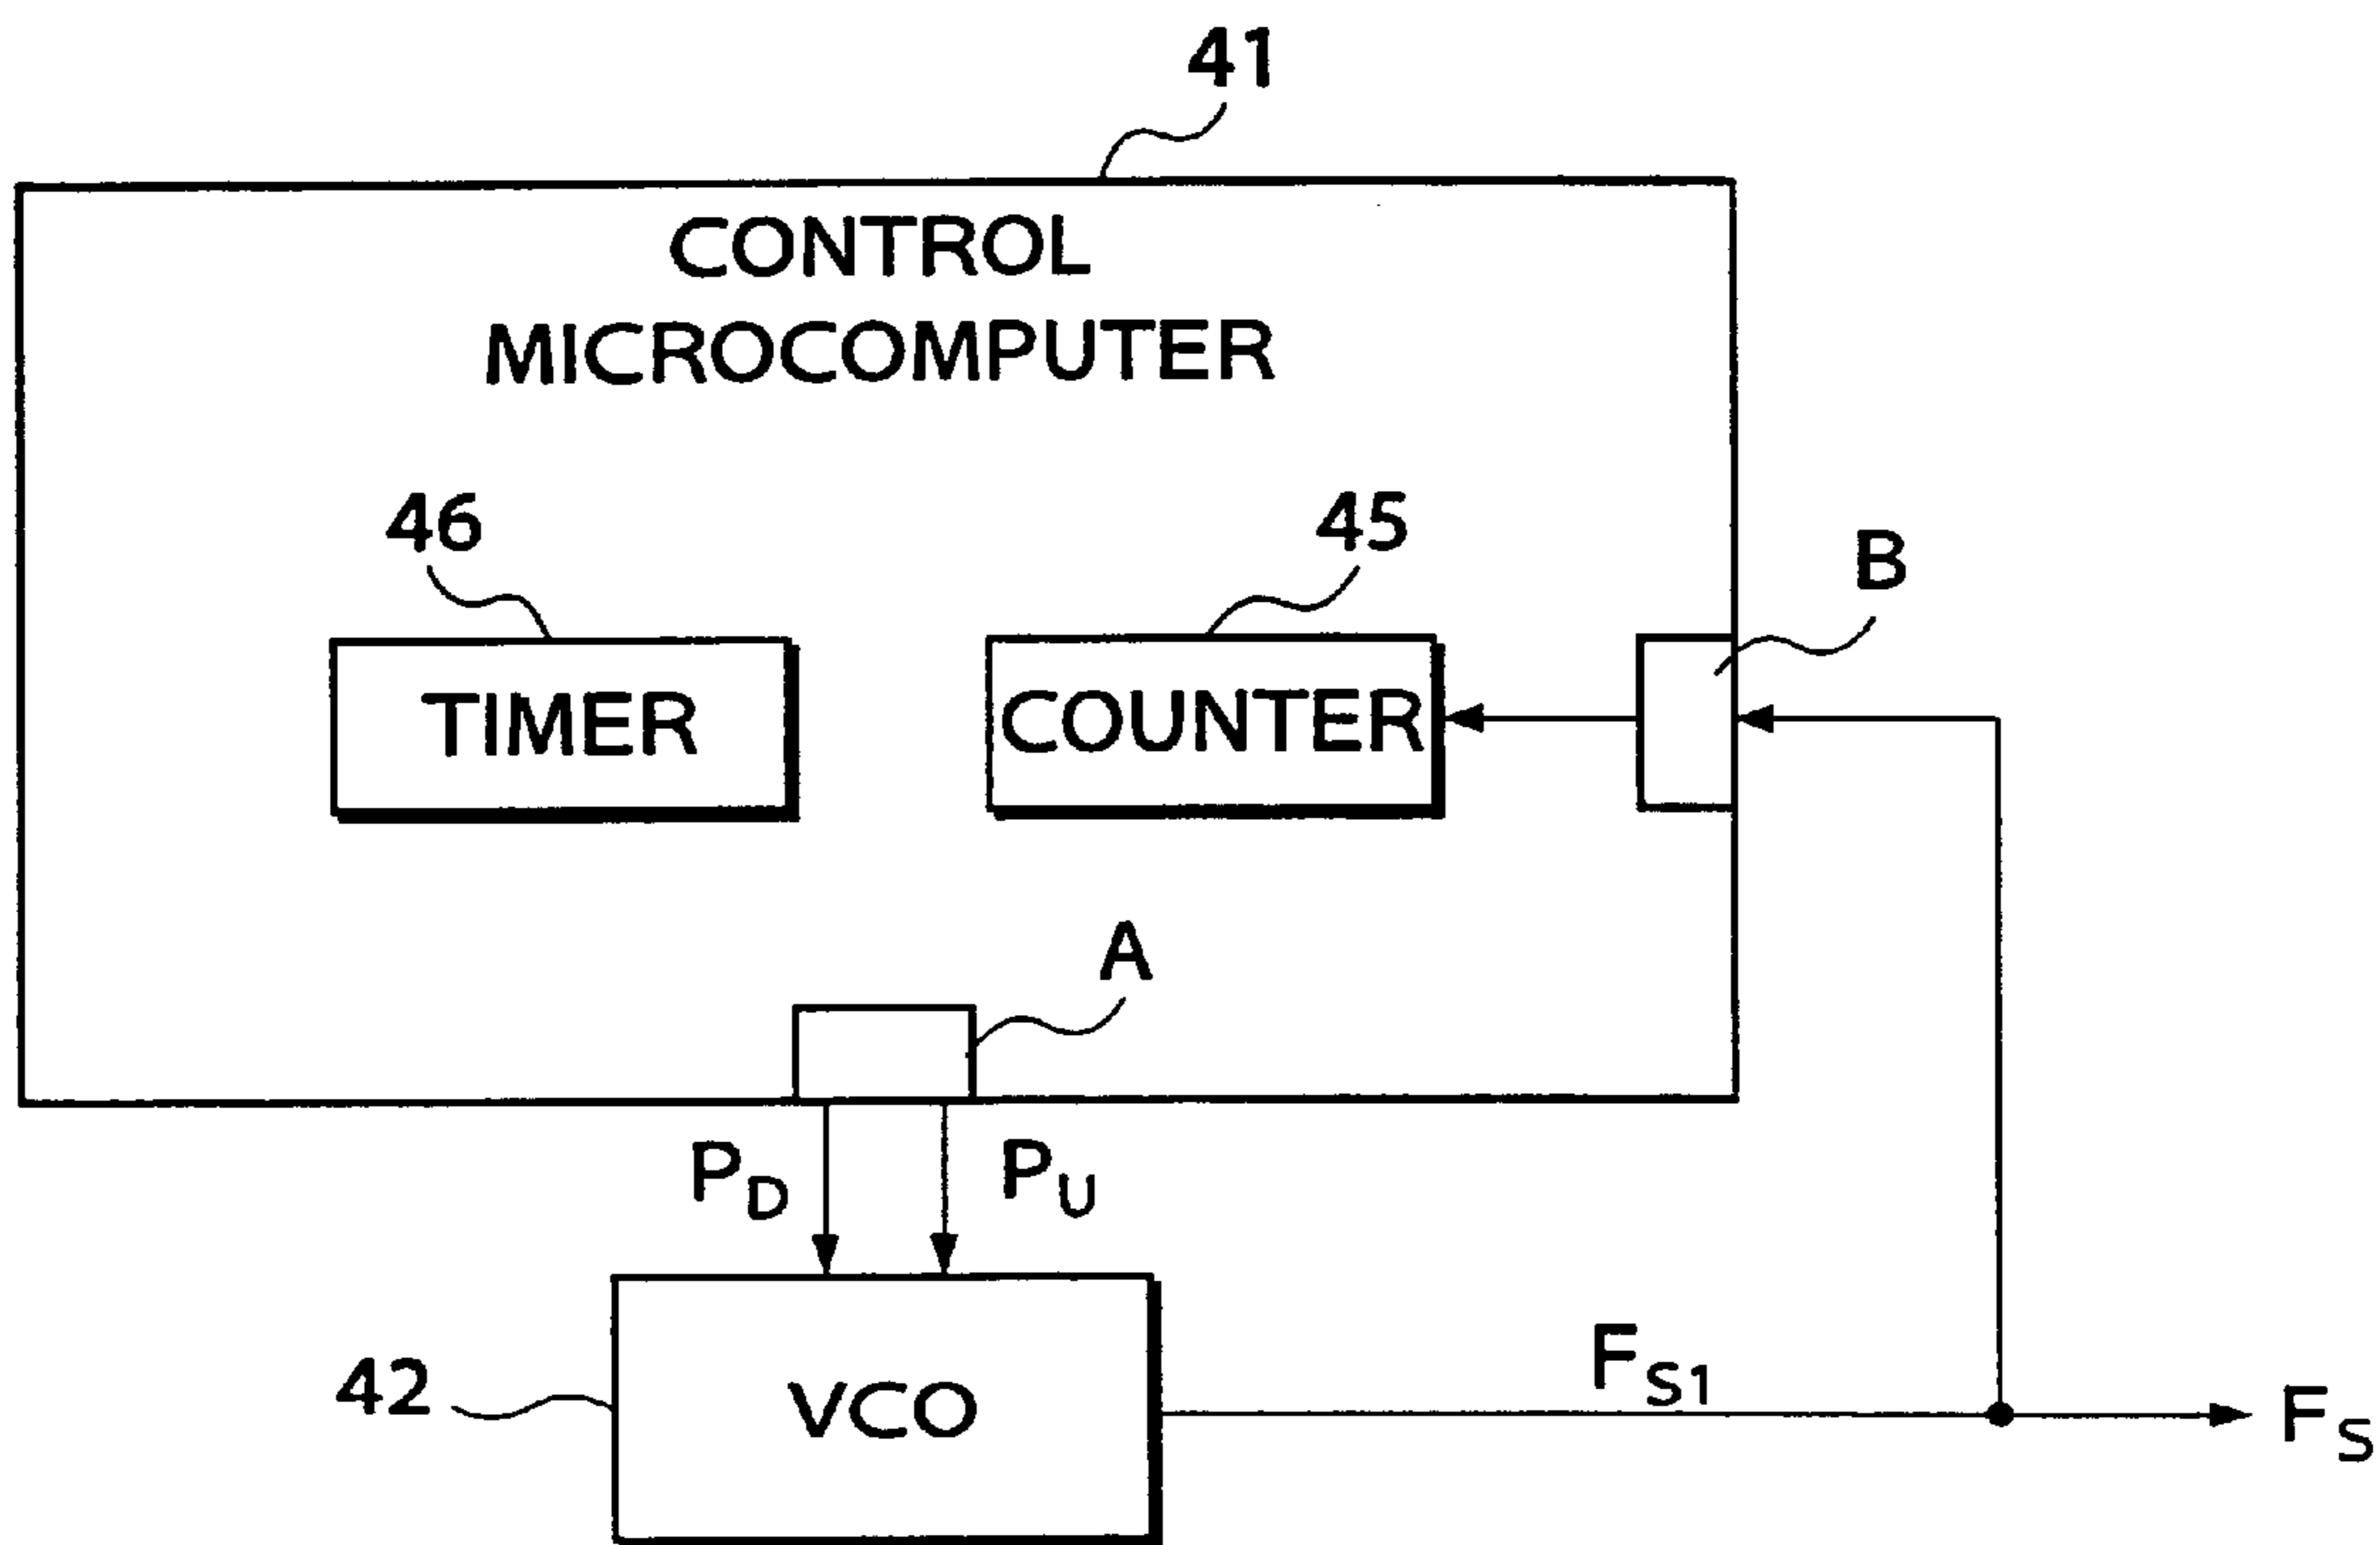 41
CONTROL
MICROCOMPUTER
46
45
B
TIMER
COUNTER
A
PD
PU
42
VCO
FS1
FS